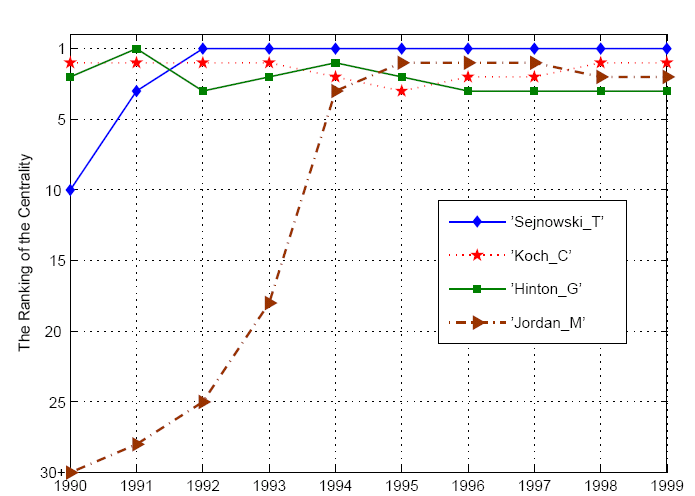 The Ranking of the Centrality
1
5
10
15
20
25
30+
1990 1991 1992 1993 1994 1995 1996 1997 1998 1999
'Sejnowski_T'
'Koch_C'
'Hinton_G'
'Jordan_M'